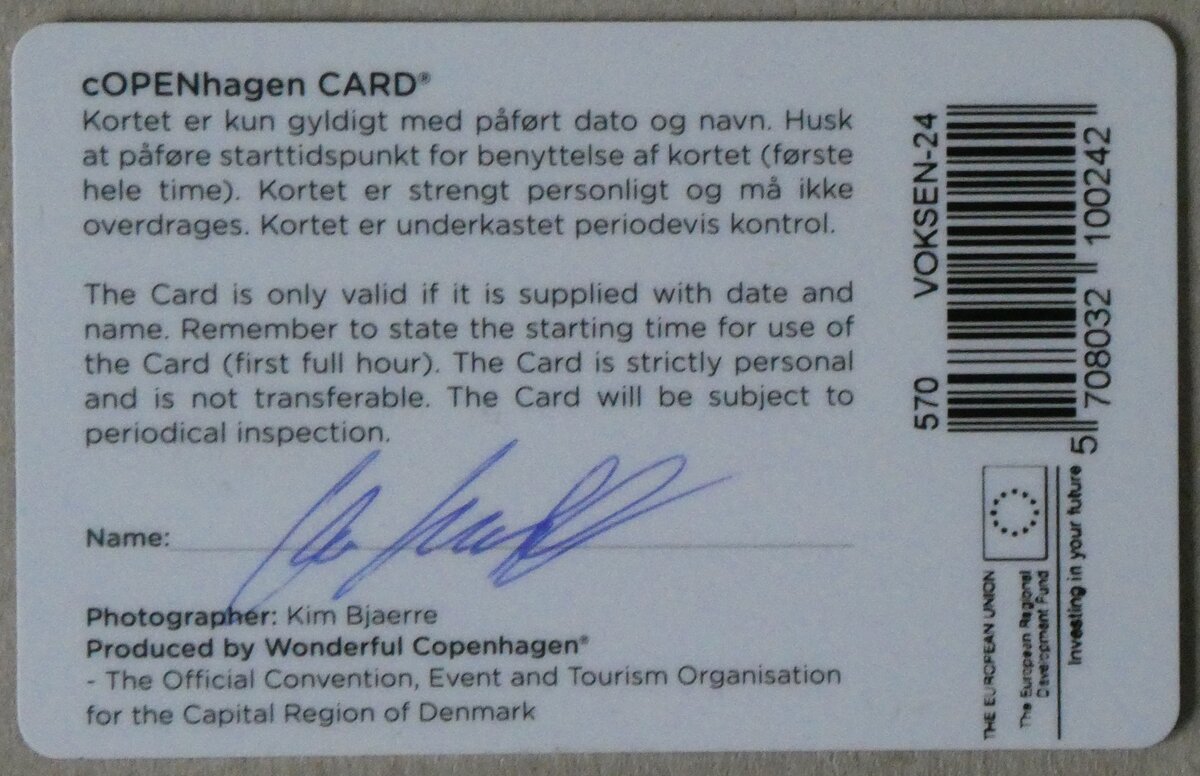 cOPENhagen CARD®
Kortet er kun gyldigt med påført dato og navn. Husk
at påføre starttidspunkt for benyttelse af kortet (første
hele time). Kortet er strengt personligt og må ikke
overdrages. Kortet er underkastet periodevis kontrol.
The Card is only valid if it is supplied with date and
name. Remember to state the starting time for use of
the Card (first full hour). The Card is strictly personal
and is not transferable. The Card will be subject to
periodical inspection.
Name:
Photographer: Kim Bjaerre
Produced by Wonderful Copenhagen®
- The Official Convention, Event and Tourism Organisation
for the Capital Region of Denmark
570 VOKSEN-24
5 708032 100242
THE EUROPEAN UNION
The European Regional
Development Fund
Investing in your future